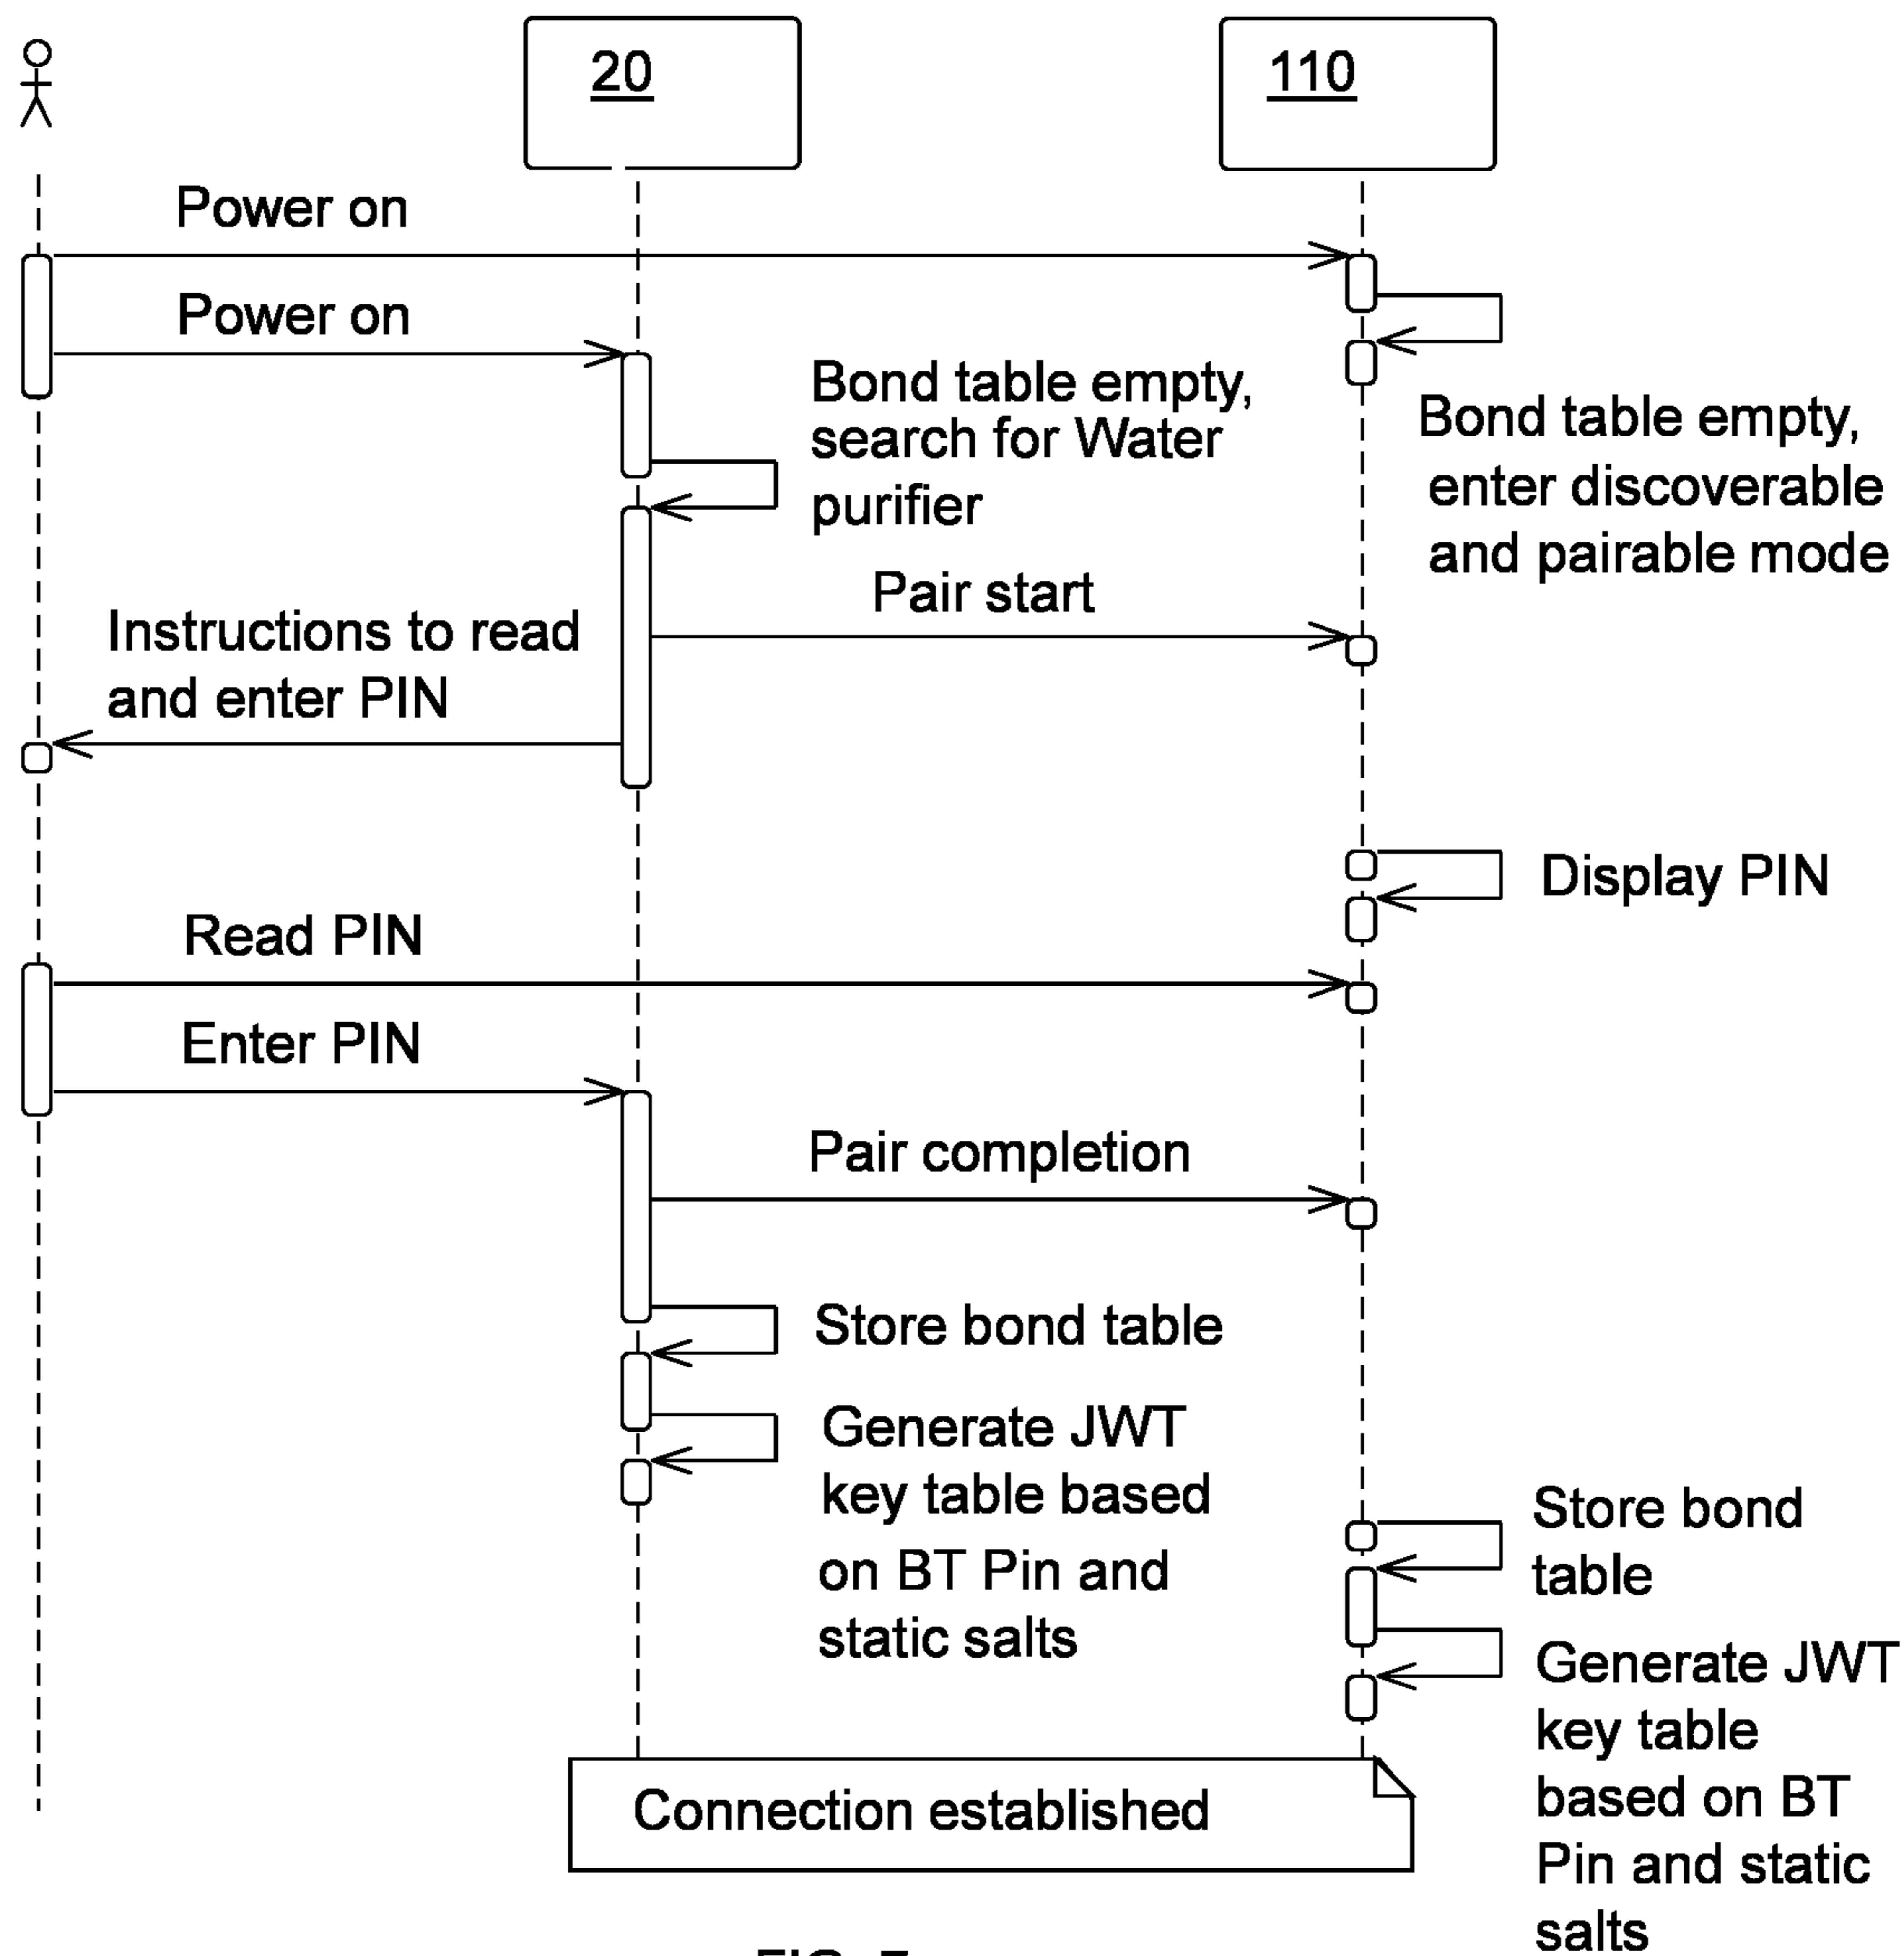 20
110
Power on
Power on
Bond table empty,
search for Water
purifier
Bond table empty,
enter discoverable
and pairable mode
Pair start
Instructions to read
and enter PIN
Display PIN
Read PIN
Enter PIN
Pair completion
Store bond table
Generate JWT
key table based
on BT Pin and
static salts
Store bond
table
Generate JWT
key table
based on BT
Pin and static
salts
Connection established